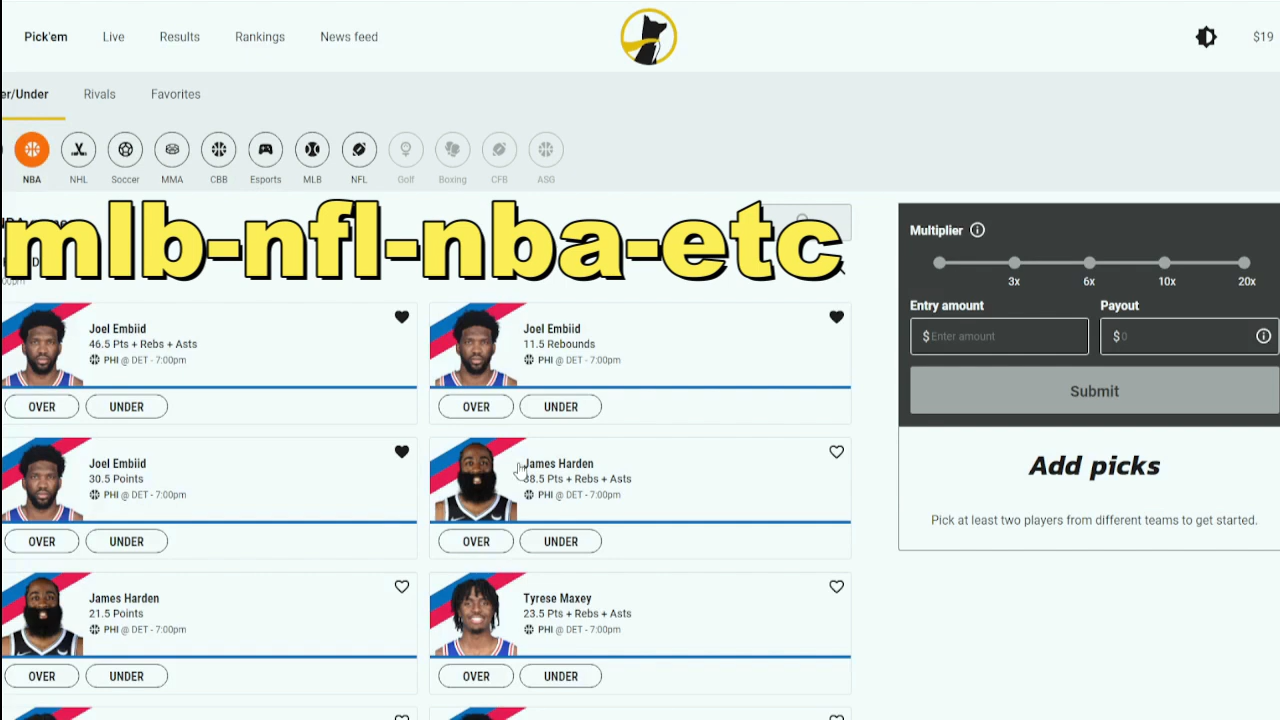 Pick'em Live Results Rankings News feed $19
er/Under Rivals Favorites
NBA NHL Soccer MMA CBB Esports MLB NFL Golf Boxing CFB ASG
mlb-nfl-nba-etc
Joel Embiid
46.5 Pts + Rebs + Asts
PHI @ DET - 7:00pm
OVER UNDER
Joel Embiid
11.5 Rebounds
PHI @ DET - 7:00pm
OVER UNDER
Joel Embiid
30.5 Points
PHI @ DET - 7:00pm
OVER UNDER
James Harden
38.5 Pts + Rebs + Asts
PHI @ DET - 7:00pm
OVER UNDER
James Harden
21.5 Points
PHI @ DET - 7:00pm
OVER UNDER
Tyrese Maxey
23.5 Pts + Rebs + Asts
PHI @ DET - 7:00pm
OVER UNDER
Multiplier
3x 6x 10x 20x
Entry amount Payout
$ Enter amount $ 0
Submit
Add picks
Pick at least two players from different teams to get started.